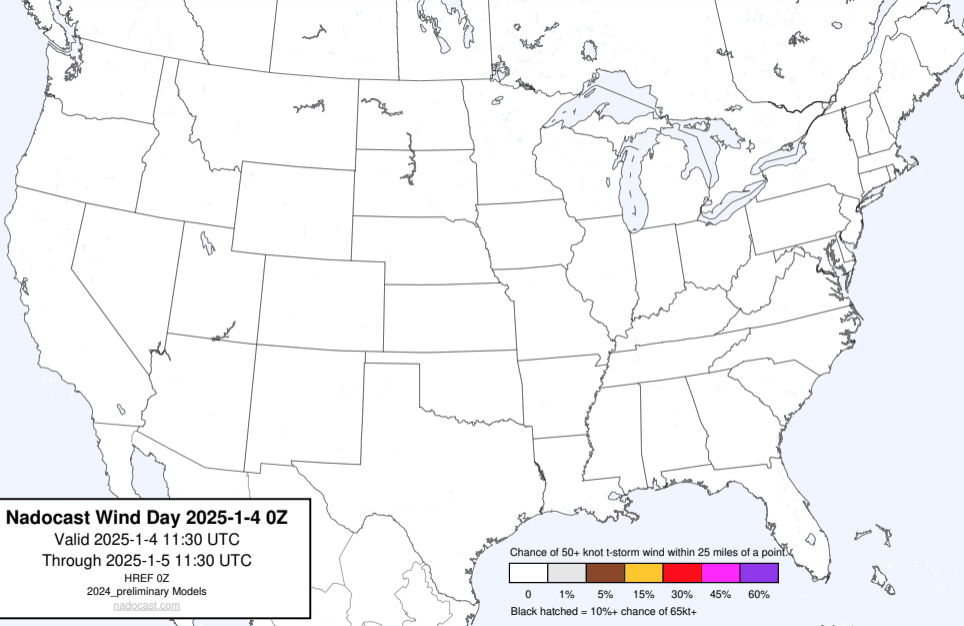 Nadocast Wind Day 2025-1-4 0Z
Valid 2025-1-4 11:30 UTC
Through 2025-1-5 11:30 UTC
HREF 0Z
2024_preliminary Models
nadocast.com
Chance of 50+ knot t-storm wind within 25 miles of a point.
0 1% 5% 15% 30% 45% 60%
Black hatched = 10%+ chance of 65kt+